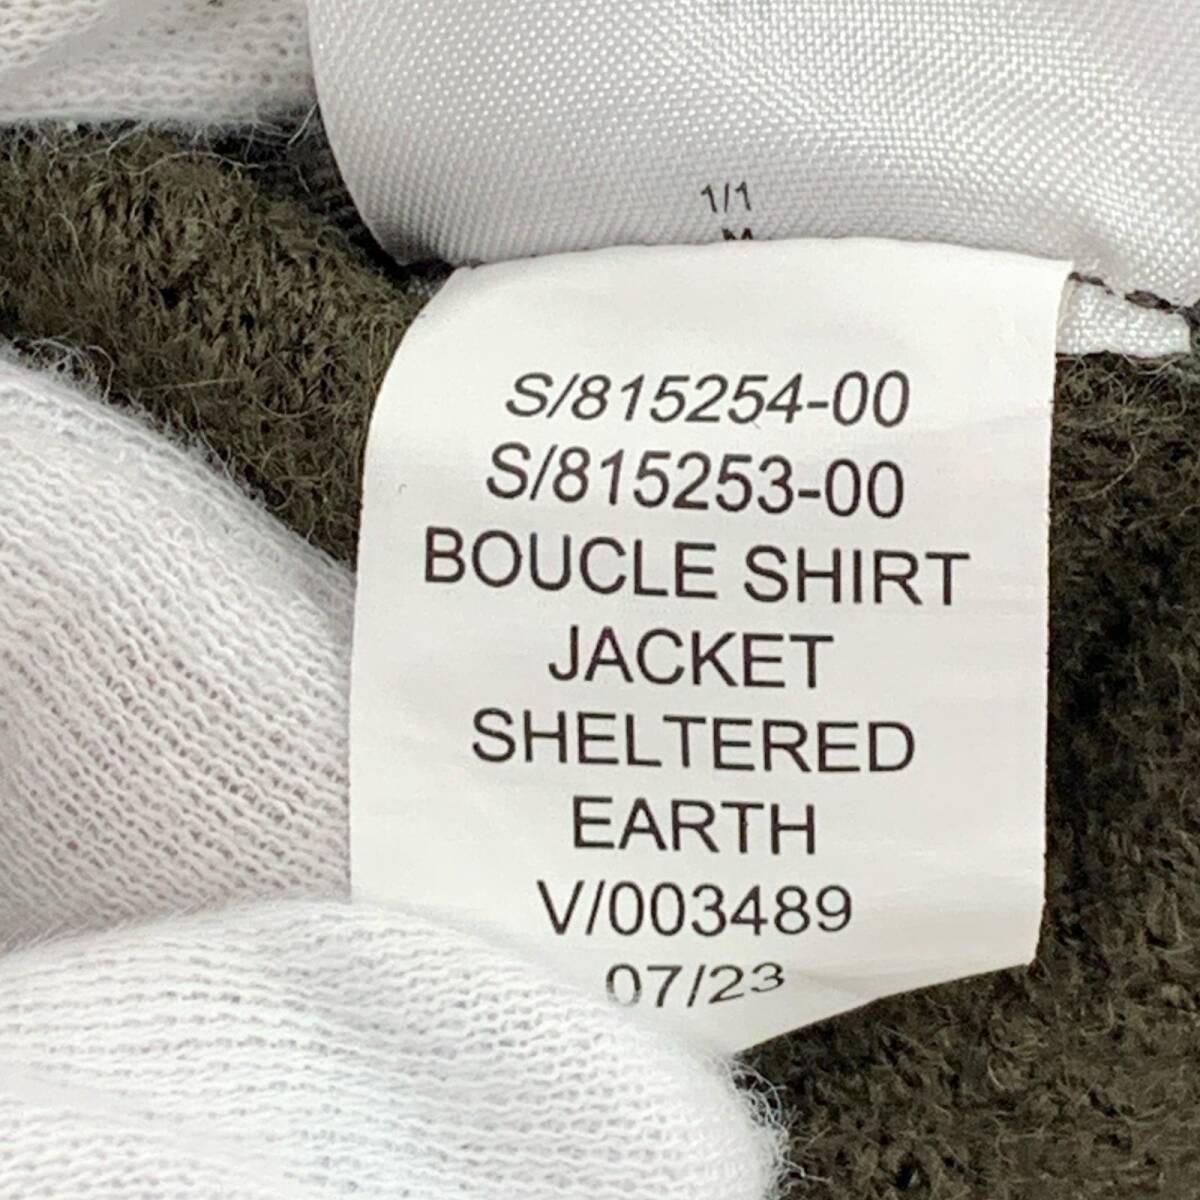 1/1
M
S/815254-00
S/815253-00
BOUCLE SHIRT
JACKET
SHELTERED
EARTH
V/003489
07/23